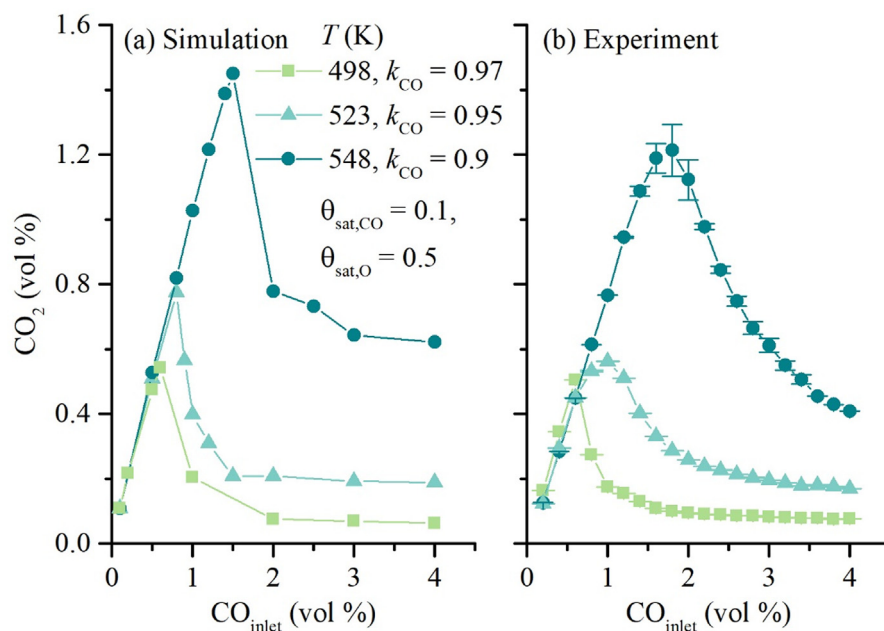 (a) Simulation
T (K)
498, kCO = 0.97
523, kCO = 0.95
548, kCO = 0.9
θsat,CO = 0.1,
θsat,O = 0.5
(b) Experiment
1.6
1.2
0.8
0.4
0.0
CO2 (vol %)
0 1 2 3 4
0 1 2 3 4
COinlet (vol %)
COinlet (vol %)